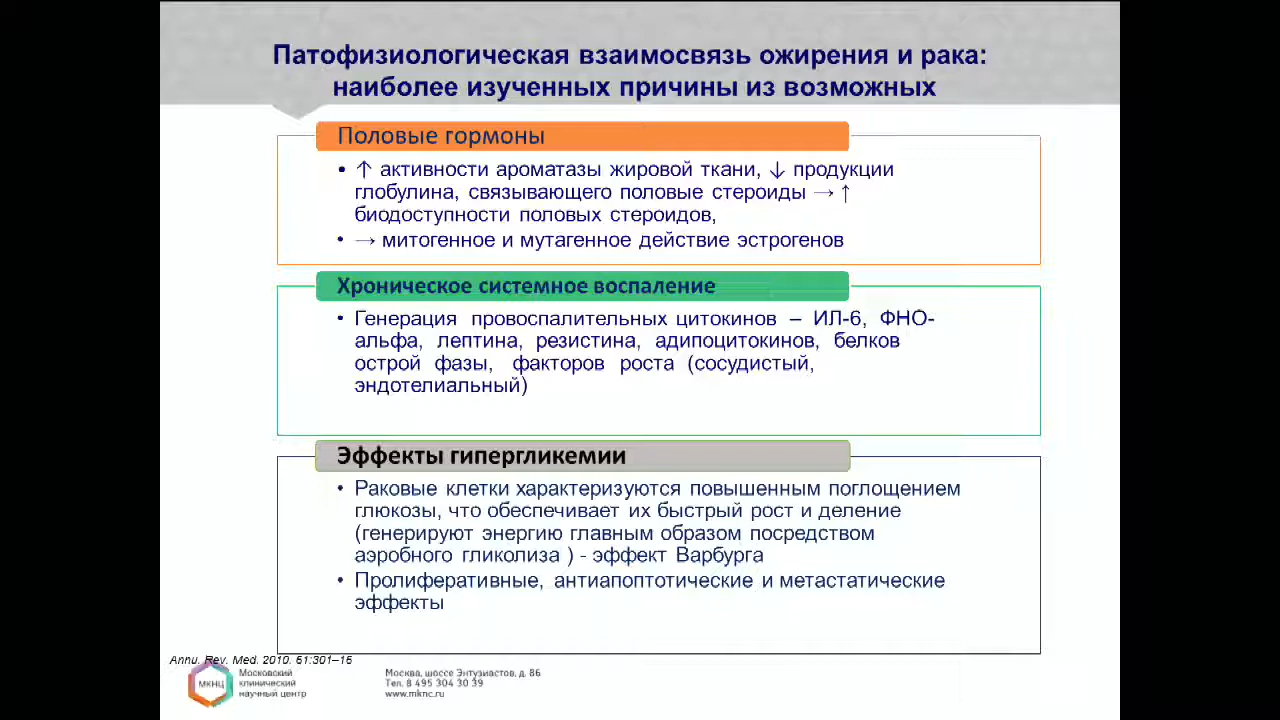 Патофизиологическая взаимосвязь ожирения и рака:
наиболее изученных причины из возможных
Половые гормоны
• ↑ активности ароматазы жировой ткани, ↓ продукции
глобулина, связывающего половые стероиды → ↑
биодоступности половых стероидов,
• → митогенное и мутагенное действие эстрогенов
Хроническое системное воспаление
• Генерация провоспалительных цитокинов – ИЛ-6, ФНО-
альфа, лептина, резистина, адипоцитокинов, белков
острой фазы, факторов роста (сосудистый,
эндотелиальный)
Эффекты гипергликемии
• Раковые клетки характеризуются повышенным поглощением
глюкозы, что обеспечивает их быстрый рост и деление
(генерируют энергию главным образом посредством
аэробного гликолиза ) - эффект Варбурга
• Пролиферативные, антиапоптотические и метастатические
эффекты
Annu. Rev. Med. 2010. 61:301–16
МКНЦ
Московский
клинический
научный центр
Москва, шоссе Энтузиастов, д. 86
Тел. 8 495 304 30 39
www.mknc.ru